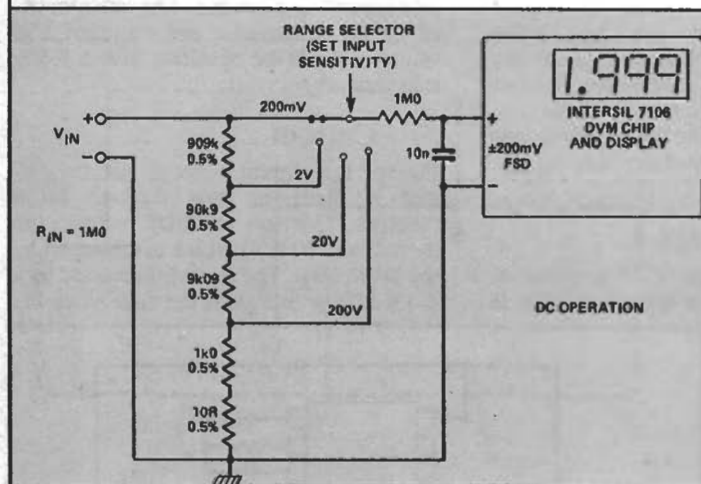 RANGE SELECTOR
(SET INPUT
SENSITIVITY)
1.999
INTERSIL 7106
DVM CHIP
AND DISPLAY
200mV
1M0
+
VIN
−
+
±200mV
FSD
−
10n
909k
0.5%
2V
90k9
0.5%
20V
RIN = 1M0
9k09
0.5%
200V
DC OPERATION
1k0
0.5%
10R
0.5%